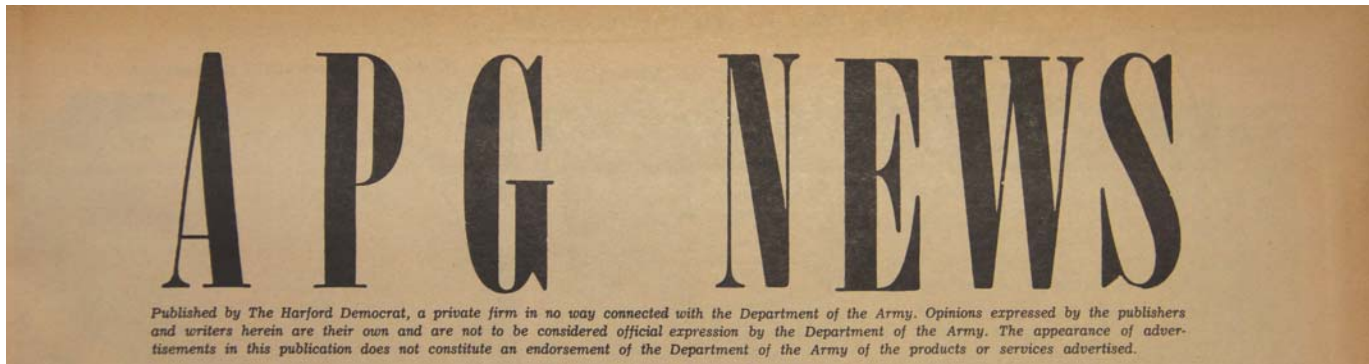 APG NEWS
Published by The Harford Democrat, a private firm in no way connected with the Department of the Army. Opinions expressed by the publishers
and writers herein are their own and are not to be considered official expression by the Department of the Army. The appearance of adver-
tisements in this publication does not constitute an endorsement of the Department of the Army of the products or services advertised.